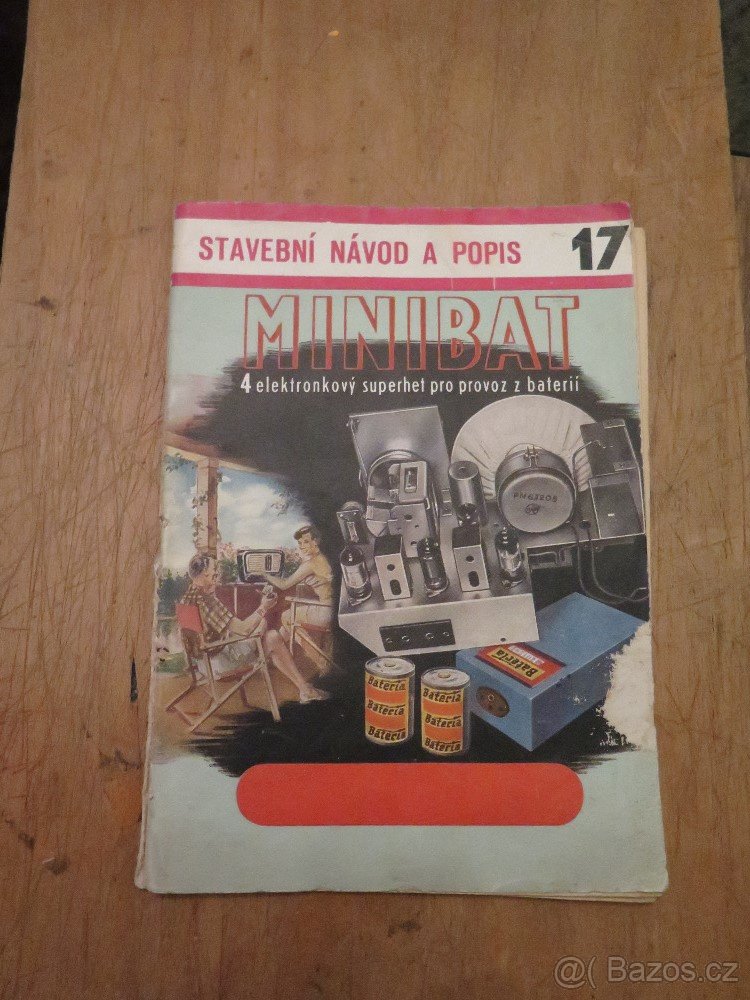 STAVEBNÍ NÁVOD A POPIS 17
MINIBAT
4 elektronkový superhet pro provoz z baterií
PN63205
Bateria
Bateria
Bateria
Bateria
Bateria
Bateria
Bateria
@( Bazos.cz